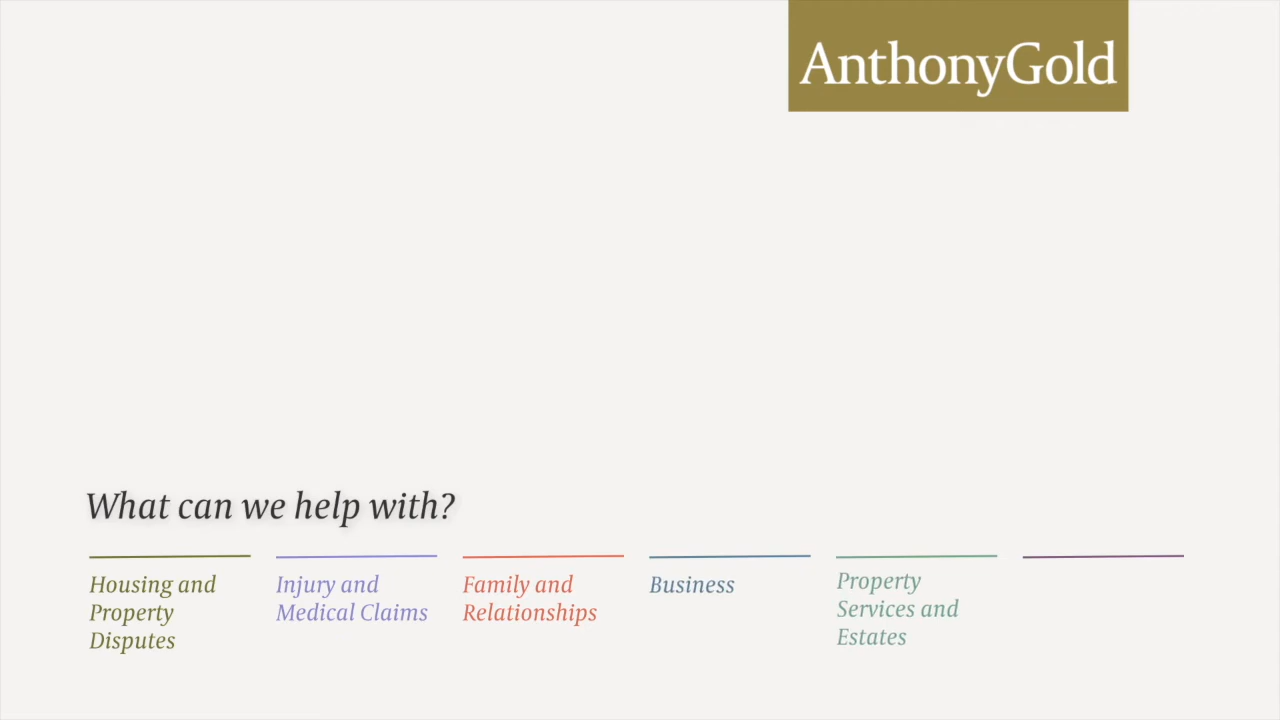 AnthonyGold
What can we help with?
Housing and
Property
Disputes
Injury and
Medical Claims
Family and
Relationships
Business
Property
Services and
Estates